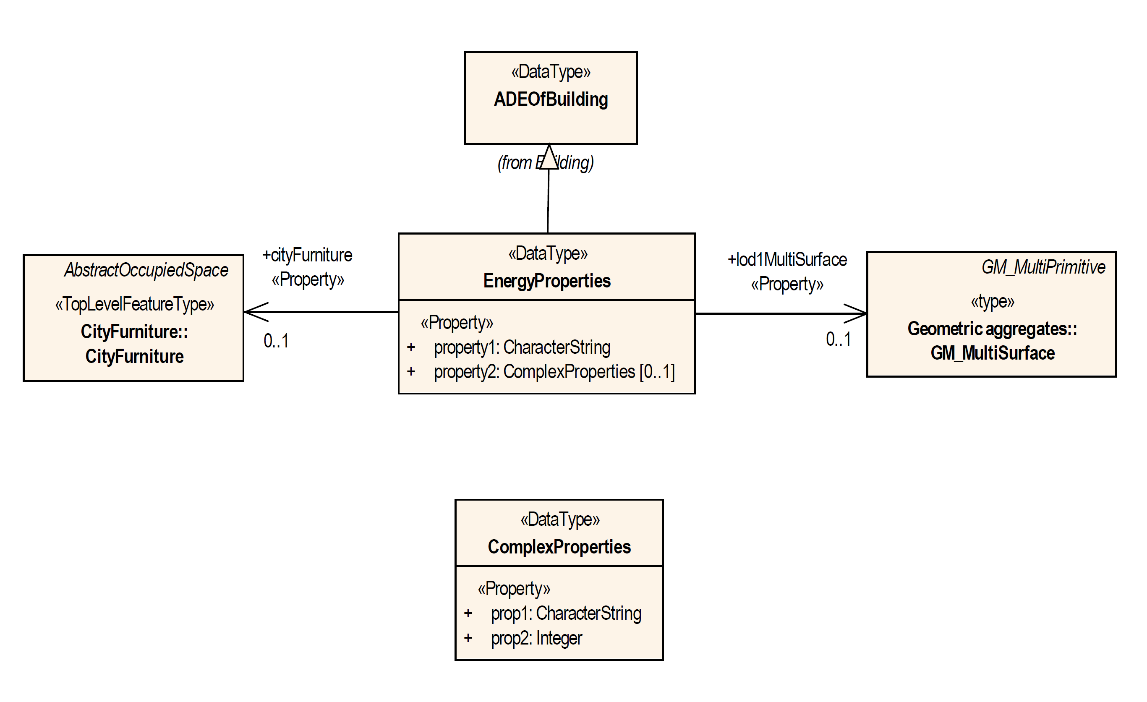 «DataType»
ADEOfBuilding
(from Building)
AbstractOccupiedSpace
«TopLevelFeatureType»
CityFurniture::
CityFurniture
+cityFurniture
«Property»
0..1
«DataType»
EnergyProperties
«Property»
+ property1: CharacterString
+ property2: ComplexProperties [0..1]
+lod1MultiSurface
«Property»
0..1
GM_MultiPrimitive
«type»
Geometric aggregates::
GM_MultiSurface
«DataType»
ComplexProperties
«Property»
+ prop1: CharacterString
+ prop2: Integer